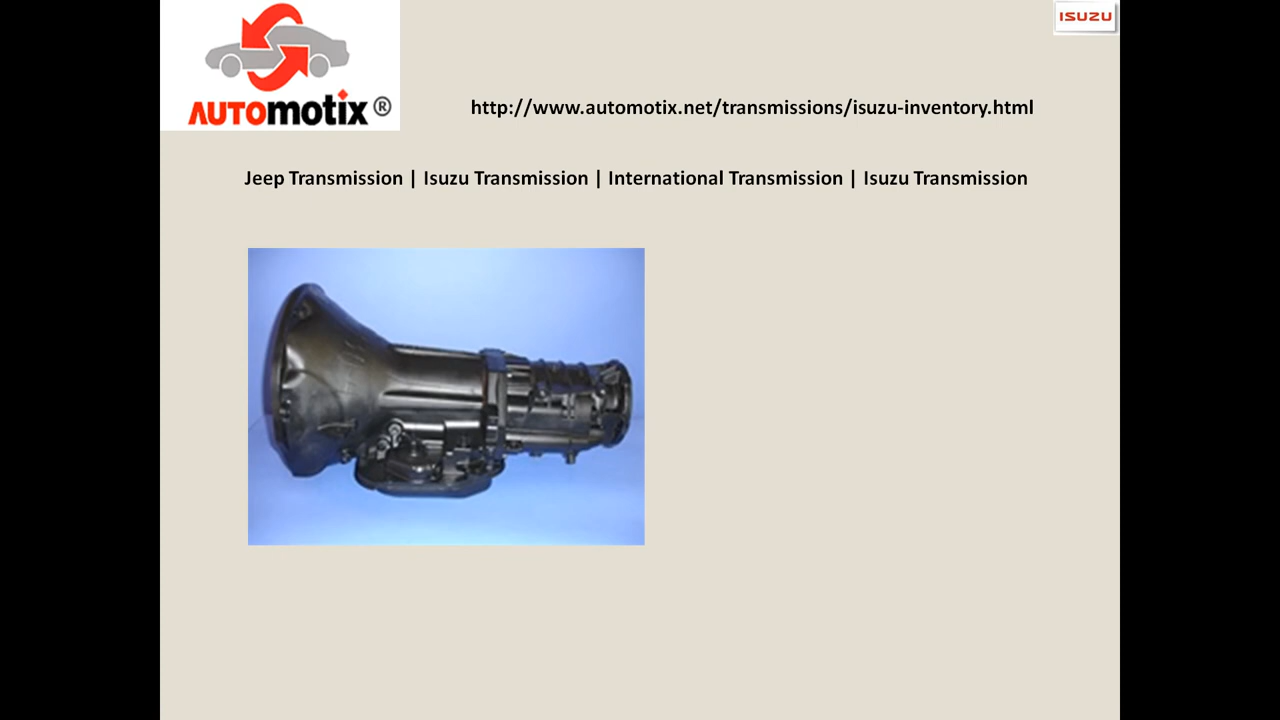 ISUZU
AUTOMOTIX ®
http://www.automotix.net/transmissions/isuzu-inventory.html
Jeep Transmission | Isuzu Transmission | International Transmission | Isuzu Transmission